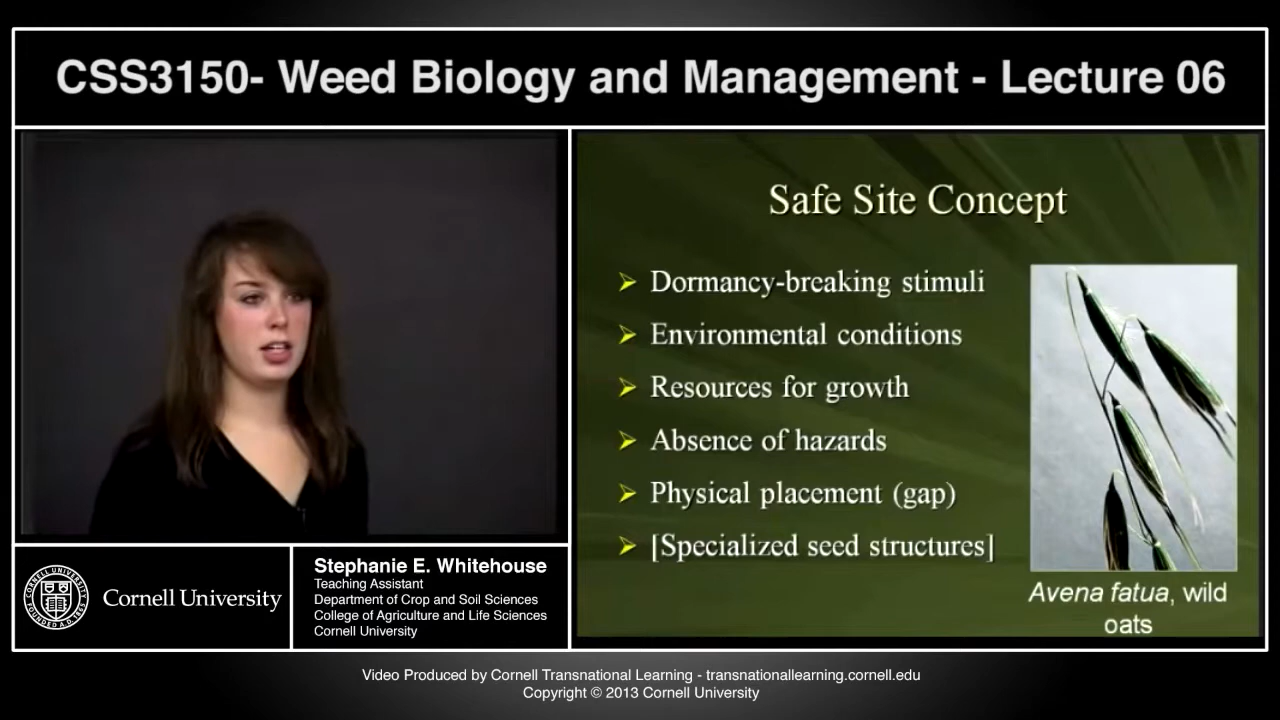 CSS3150- Weed Biology and Management - Lecture 06
Safe Site Concept
Dormancy-breaking stimuli
Environmental conditions
Resources for growth
Absence of hazards
Physical placement (gap)
[Specialized seed structures]
Avena fatua, wild
oats
Cornell University
Stephanie E. Whitehouse
Teaching Assistant
Department of Crop and Soil Sciences
College of Agriculture and Life Sciences
Cornell University
Video Produced by Cornell Transnational Learning - transnationallearning.cornell.edu
Copyright © 2013 Cornell University